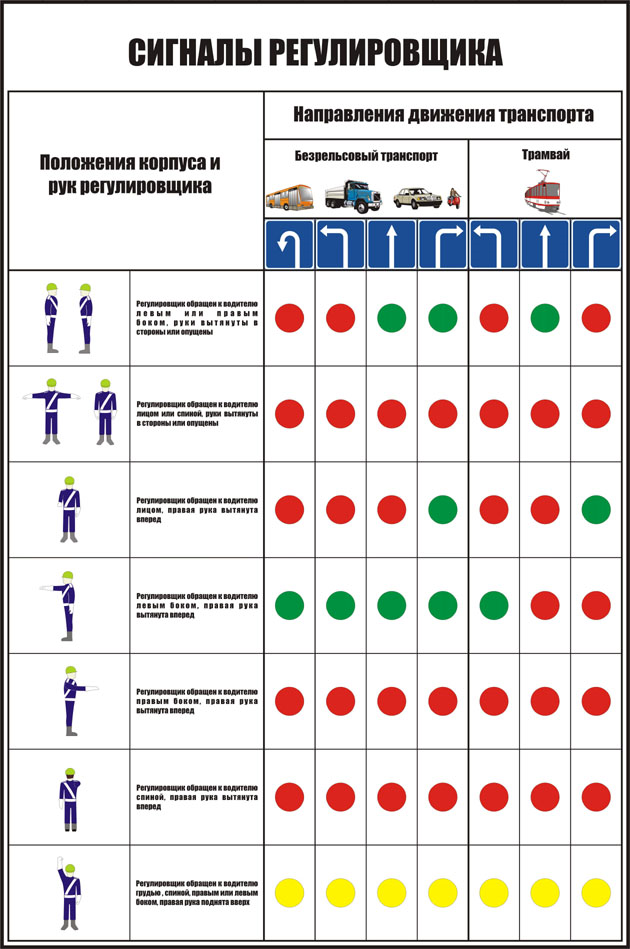 СИГНАЛЫ РЕГУЛИРОВЩИКА
Направления движения транспорта
Положения корпуса и
рук регулировщика
Безрельсовый транспорт
Трамвай
Регулировщик обращен к водителю
левым или правым
боком, руки вытянуты в
стороны или опущены
Регулировщик обращен к водителю
лицом или спиной, руки вытянуты
в стороны или опущены
Регулировщик обращен к водителю
лицом, правая рука вытянута
вперед
Регулировщик обращен к водителю
левым боком, правая рука
вытянута вперед
Регулировщик обращен к водителю
правым боком, правая рука
вытянута вперед
Регулировщик обращен к водителю
спиной, правая рука вытянута
вперед
Регулировщик обращен к водителю
грудью , спиной, правым или левым
боком, правая рука поднята вверх